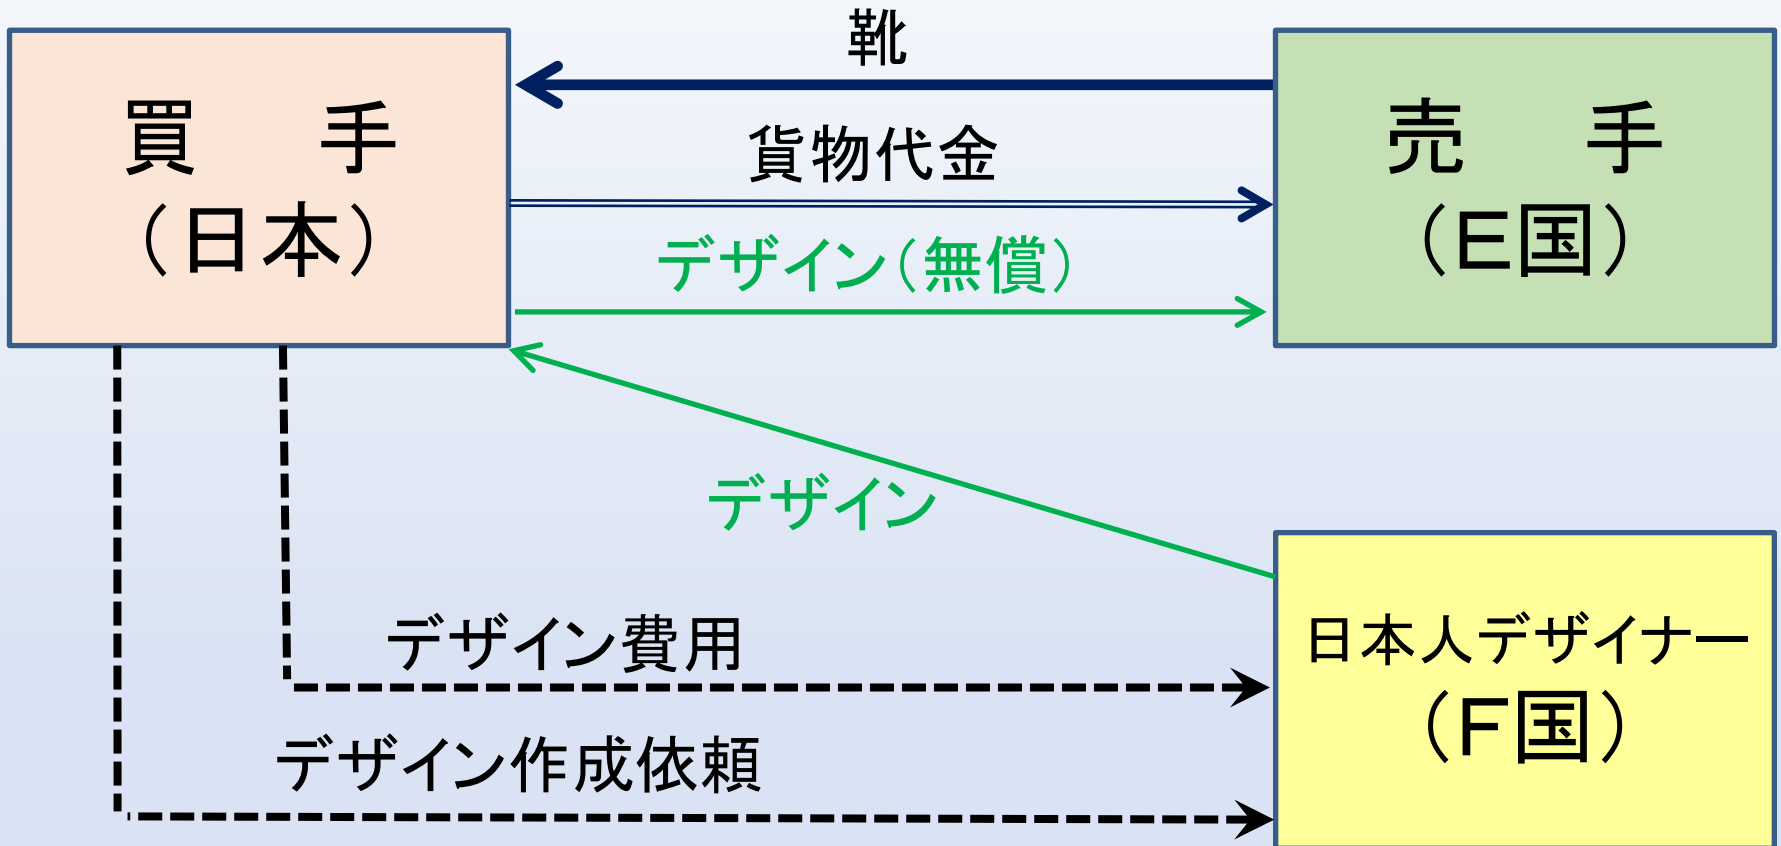 靴
買 手
（日本）
売 手
（E国）
貨物代金
デザイン（無償）
デザイン
デザイン費用
日本人デザイナー
（F国）
デザイン作成依頼